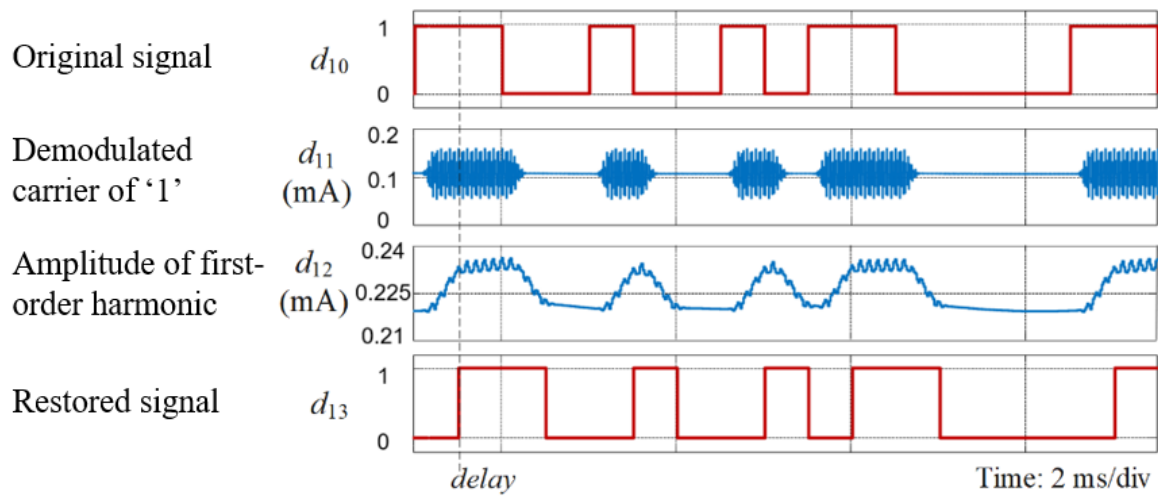 Original signal
d10
1
0
Demodulated
carrier of ‘1’
d11
(mA)
0.2
0.1
0
Amplitude of first-
order harmonic
d12
(mA)
0.24
0.225
0.21
Restored signal
d13
1
0
delay
Time: 2 ms/div